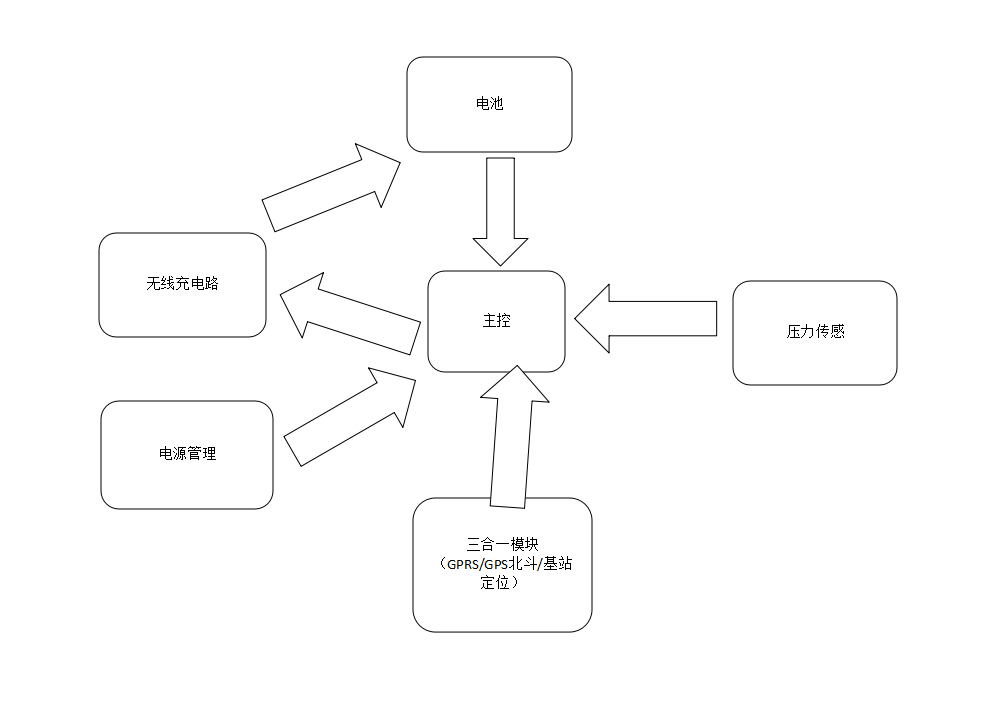 电池
无线充电路
主控
压力传感
电源管理
三合一模块
（GPRS/GPS北斗/基站
定位）